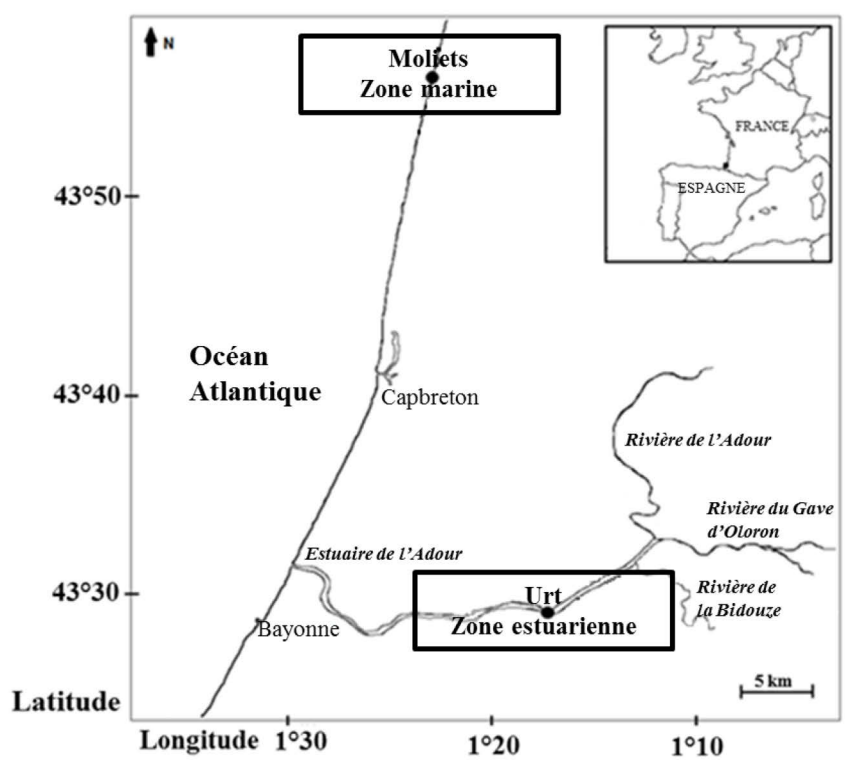 N
Moliets
Zone marine
FRANCE
ESPAGNE
43°50
Océan
Atlantique
43°40
Capbreton
Rivière de l’Adour
Rivière du Gave
d’Oloron
Estuaire de l’Adour
43°30
Urt
Zone estuarienne
Rivière de
la Bidouze
Bayonne
5 km
Latitude
Longitude 1°30 1°20 1°10